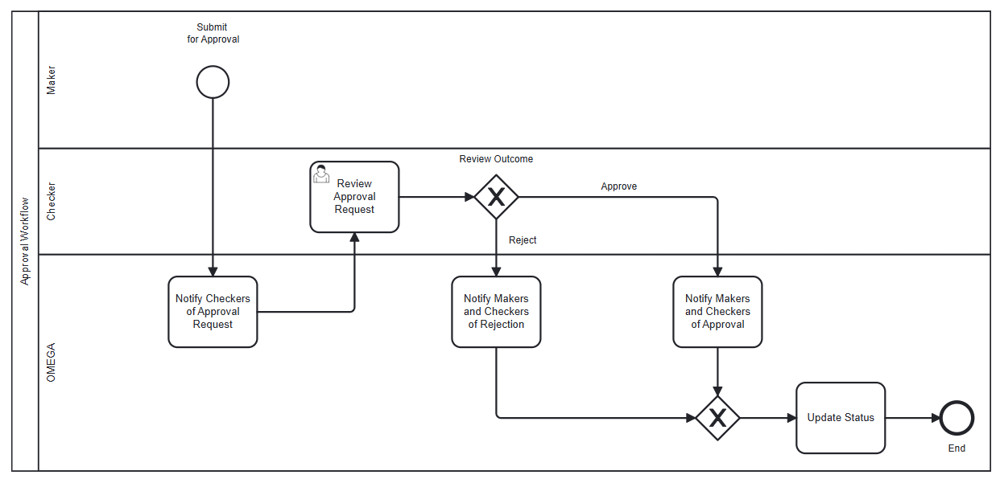 Submit
for Approval
Maker
Review Outcome
Checker
Review
Approval
Request
Approve
Reject
Approval Workflow
Notify Checkers
of Approval
Request
Notify Makers
and Checkers
of Rejection
Notify Makers
and Checkers
of Approval
OMEGA
Update Status
End